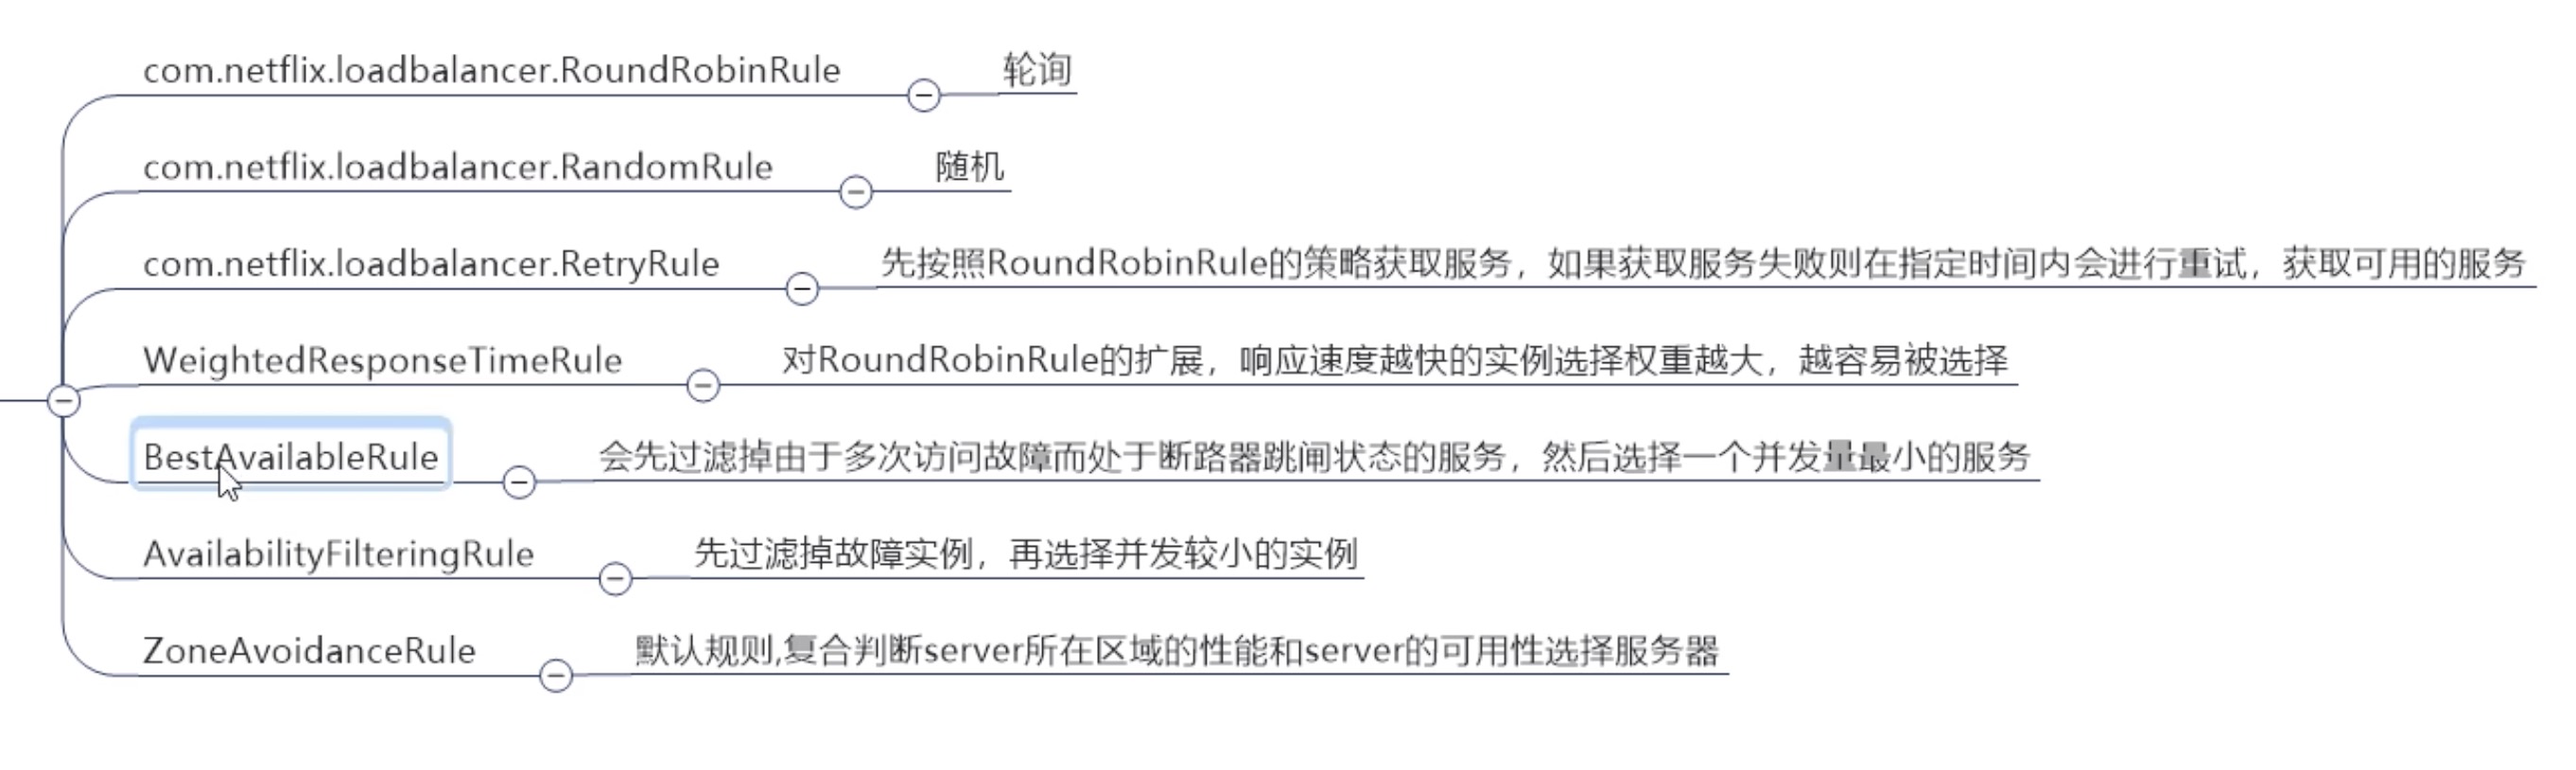 com.netflix.loadbalancer.RoundRobinRule 轮询
com.netflix.loadbalancer.RandomRule 随机
com.netflix.loadbalancer.RetryRule 先按照RoundRobinRule的策略获取服务，如果获取服务失败则在指定时间内会进行重试，获取可用的服务
WeightedResponseTimeRule 对RoundRobinRule的扩展，响应速度越快的实例选择权重越大，越容易被选择
BestAvailableRule 会先过滤掉由于多次访问故障而处于断路器跳闸状态的服务，然后选择一个并发量最小的服务
AvailabilityFilteringRule 先过滤掉故障实例，再选择并发较小的实例
ZoneAvoidanceRule 默认规则,复合判断server所在区域的性能和server的可用性选择服务器